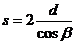 s = 2 d / cos β